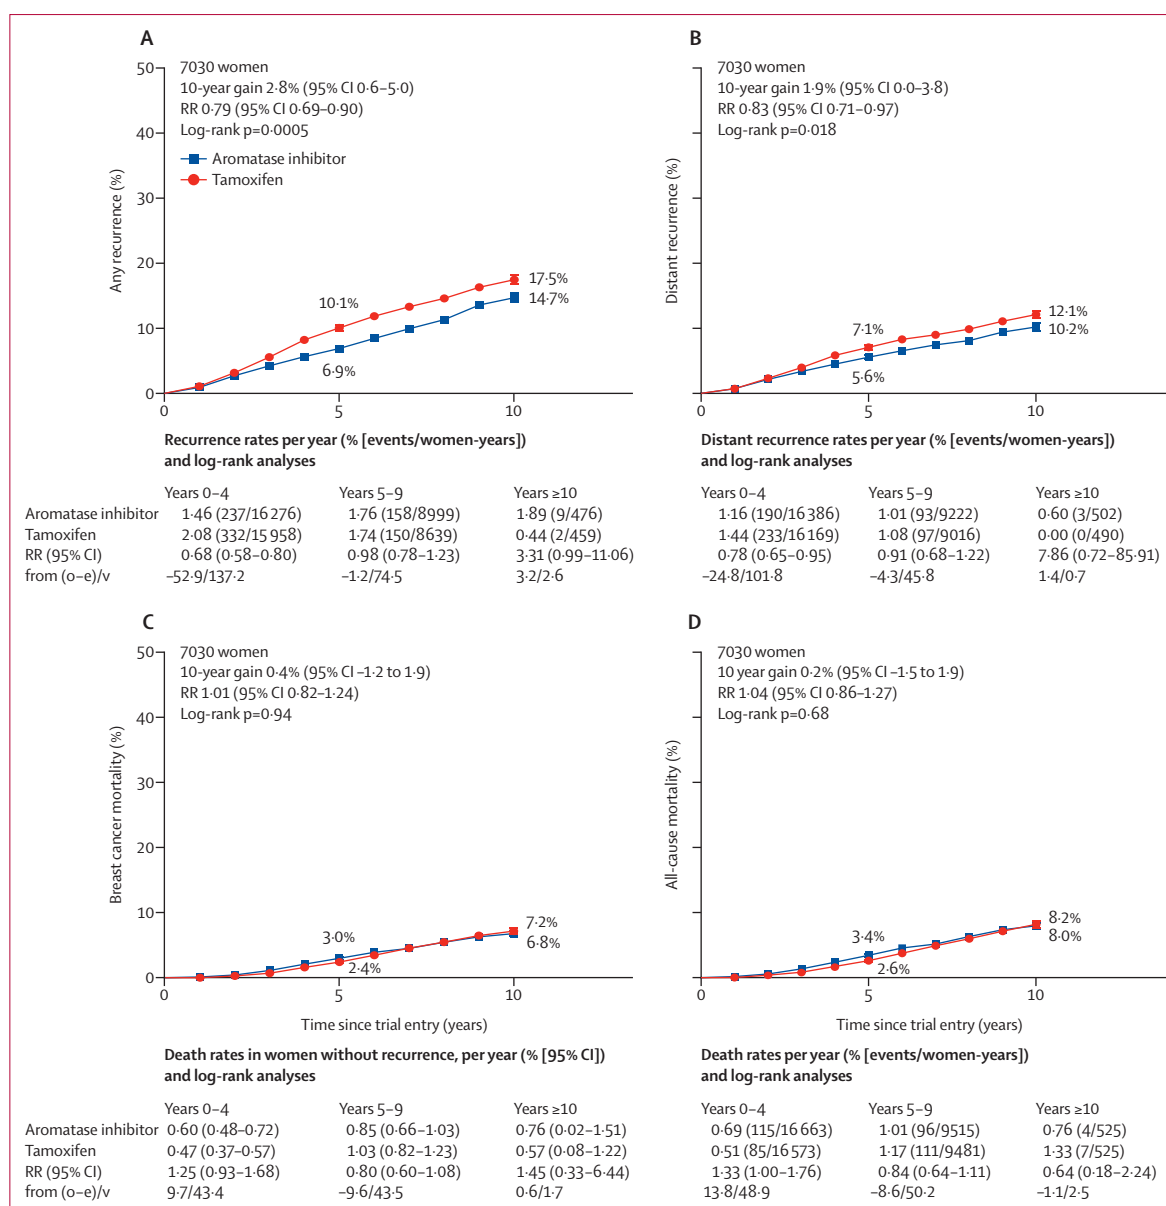 A
7030 women
10-year gain 2·8% (95% CI 0·6–5·0)
RR 0·79 (95% CI 0·69–0·90)
Log-rank p=0·0005
Aromatase inhibitor
Tamoxifen
Any recurrence (%)
50
40
30
20
10
0
17·5%
14·7%
10·1%
6·9%
0 5 10
Recurrence rates per year (% [events/women-years])
and log-rank analyses
Years 0–4 Years 5–9 Years ≥10
Aromatase inhibitor 1·46 (237/16 276) 1·76 (158/8999) 1·89 (9/476)
Tamoxifen 2·08 (332/15 958) 1·74 (150/8639) 0·44 (2/459)
RR (95% CI) 0·68 (0·58–0·80) 0·98 (0·78–1·23) 3·31 (0·99–11·06)
from (o–e)/v –52·9/137·2 –1·2/74·5 3·2/2·6
B
7030 women
10-year gain 1·9% (95% CI 0·0–3·8)
RR 0·83 (95% CI 0·71–0·97)
Log-rank p=0·018
Distant recurrence (%)
12·1%
10·2%
7·1%
5·6%
0 5 10
Distant recurrence rates per year (% [events/women-years])
and log-rank analyses
Years 0–4 Years 5–9 Years ≥10
1·16 (190/16 386) 1·01 (93/9222) 0·60 (3/502)
1·44 (233/16 169) 1·08 (97/9016) 0·00 (0/490)
0·78 (0·65–0·95) 0·91 (0·68–1·22) 7·86 (0·72–85·91)
–24·8/101·8 –4·3/45·8 1·4/0·7
C
7030 women
10-year gain 0·4% (95% CI –1·2 to 1·9)
RR 1·01 (95% CI 0·82–1·24)
Log-rank p=0·94
Breast cancer mortality (%)
50
40
30
20
10
0
7·2%
6·8%
3·0%
2·4%
0 5 10
Time since trial entry (years)
Death rates in women without recurrence, per year (% [95% CI])
and log-rank analyses
Years 0–4 Years 5–9 Years ≥10
Aromatase inhibitor 0·60 (0·48–0·72) 0·85 (0·66–1·03) 0·76 (0·02–1·51)
Tamoxifen 0·47 (0·37–0·57) 1·03 (0·82–1·23) 0·57 (0·08–1·22)
RR (95% CI) 1·25 (0·93–1·68) 0·80 (0·60–1·08) 1·45 (0·33–6·44)
from (o–e)/v 9·7/43·4 –9·6/43·5 0·6/1·7
D
7030 women
10 year gain 0·2% (95% CI –1·5 to 1·9)
RR 1·04 (95% CI 0·86–1·27)
Log-rank p=0·68
All-cause mortality (%)
8·2%
8·0%
3·4%
2·6%
0 5 10
Time since trial entry (years)
Death rates per year (% [events/women-years])
and log-rank analyses
Years 0–4 Years 5–9 Years ≥10
0·69 (115/16 663) 1·01 (96/9515) 0·76 (4/525)
0·51 (85/16 573) 1·17 (111/9481) 1·33 (7/525)
1·33 (1·00–1·76) 0·84 (0·64–1·11) 0·64 (0·18–2·24)
13·8/48·9 –8·6/50·2 –1·1/2·5